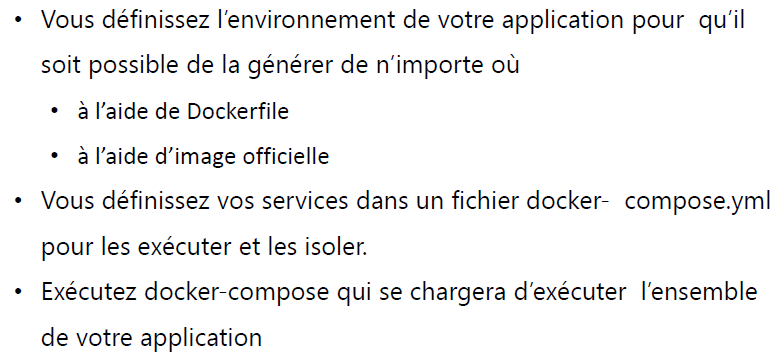 • Vous définissez l’environnement de votre application pour qu’il
soit possible de la générer de n’importe où
• à l’aide de Dockerfile
• à l’aide d’image officielle
• Vous définissez vos services dans un fichier docker- compose.yml
pour les exécuter et les isoler.
• Exécutez docker-compose qui se chargera d’exécuter l’ensemble
de votre application